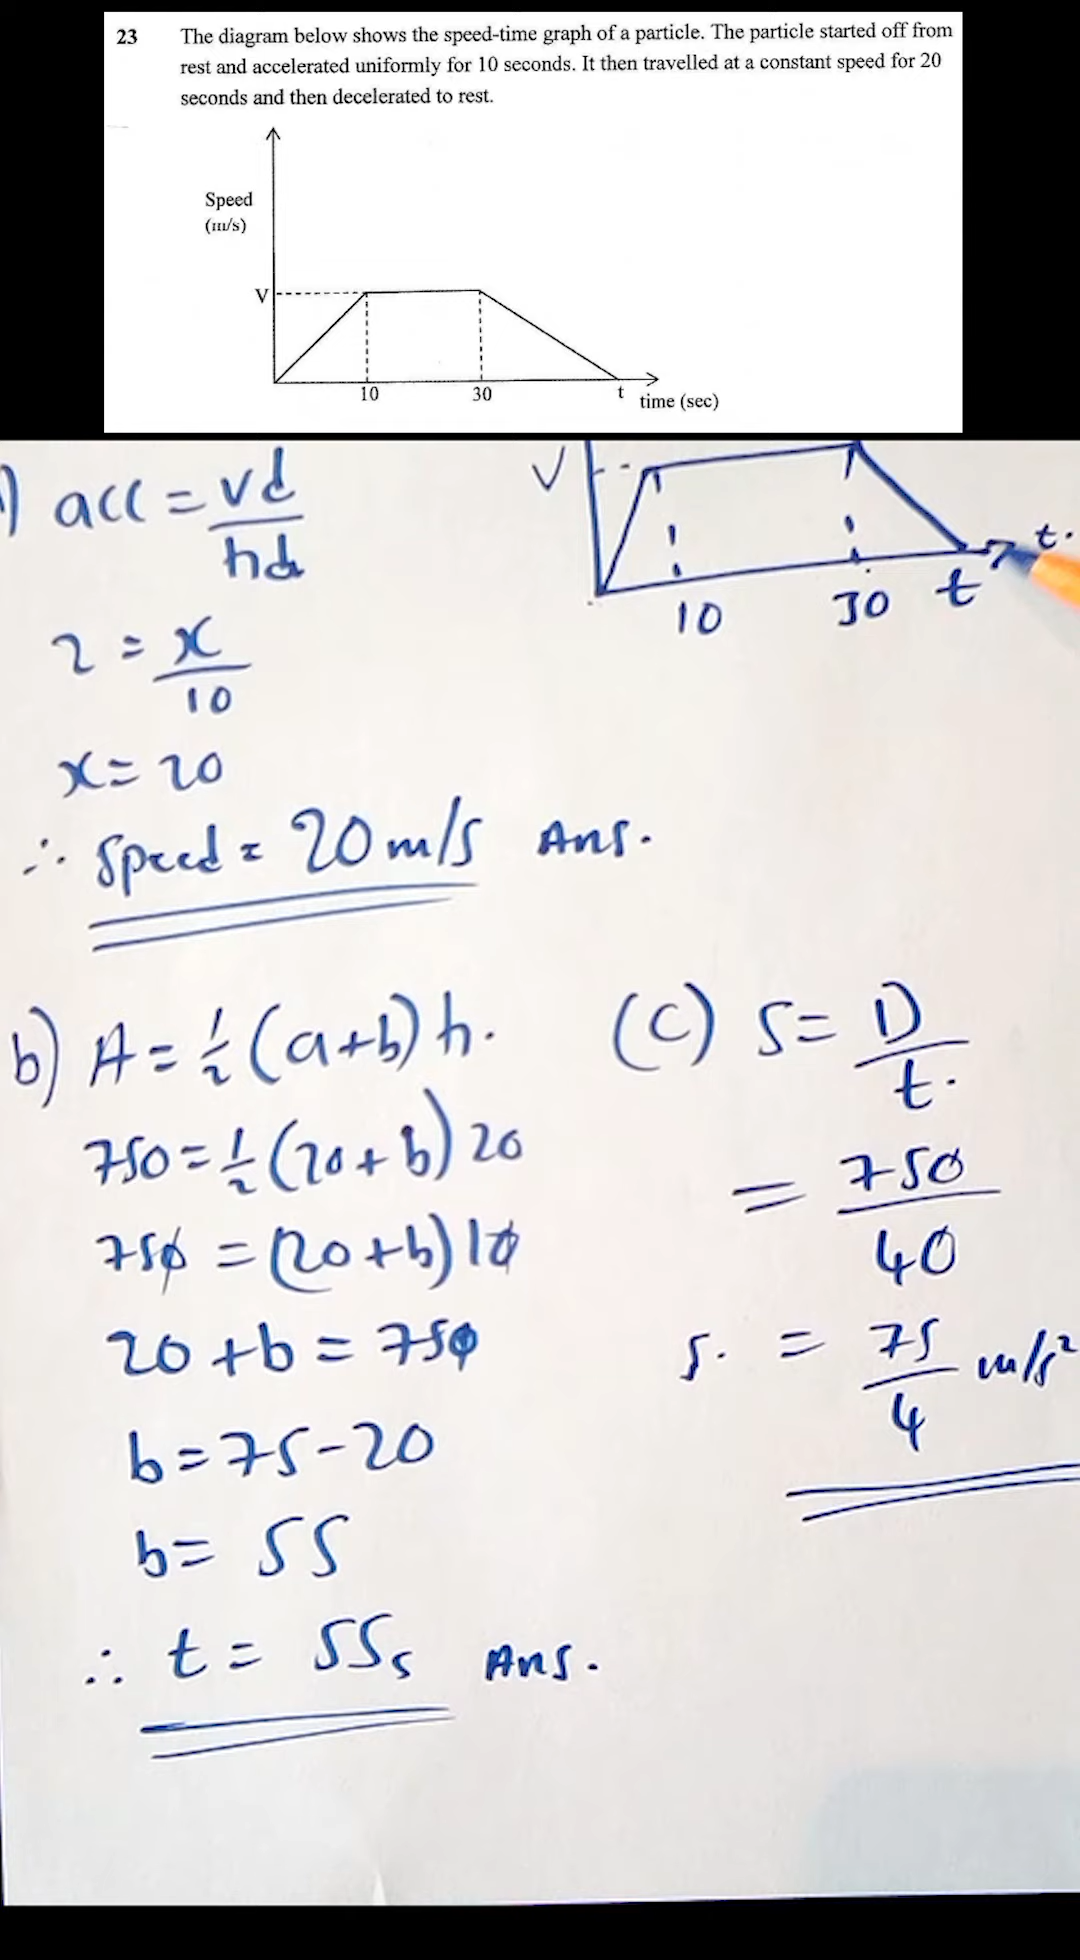 23 The diagram below shows the speed-time graph of a particle. The particle started off from
rest and accelerated uniformly for 10 seconds. It then travelled at a constant speed for 20
seconds and then decelerated to rest.
Speed
(m/s)
V
10 30 t time (sec)
) acc = vd
hd
2 = x
10
x = 20
∴ Speed = 20 m/s Ans.
V
10 30 t t.
b) A = 1/2 (a+b) h.
750 = 1/2 (20 + b) 20
750 = (20 + b) 10
20 + b = 750
b = 75 - 20
b = 55
∴ t = 55s Ans.
(C) S = D
t.
= 750
40
S. = 75
4 m/s²